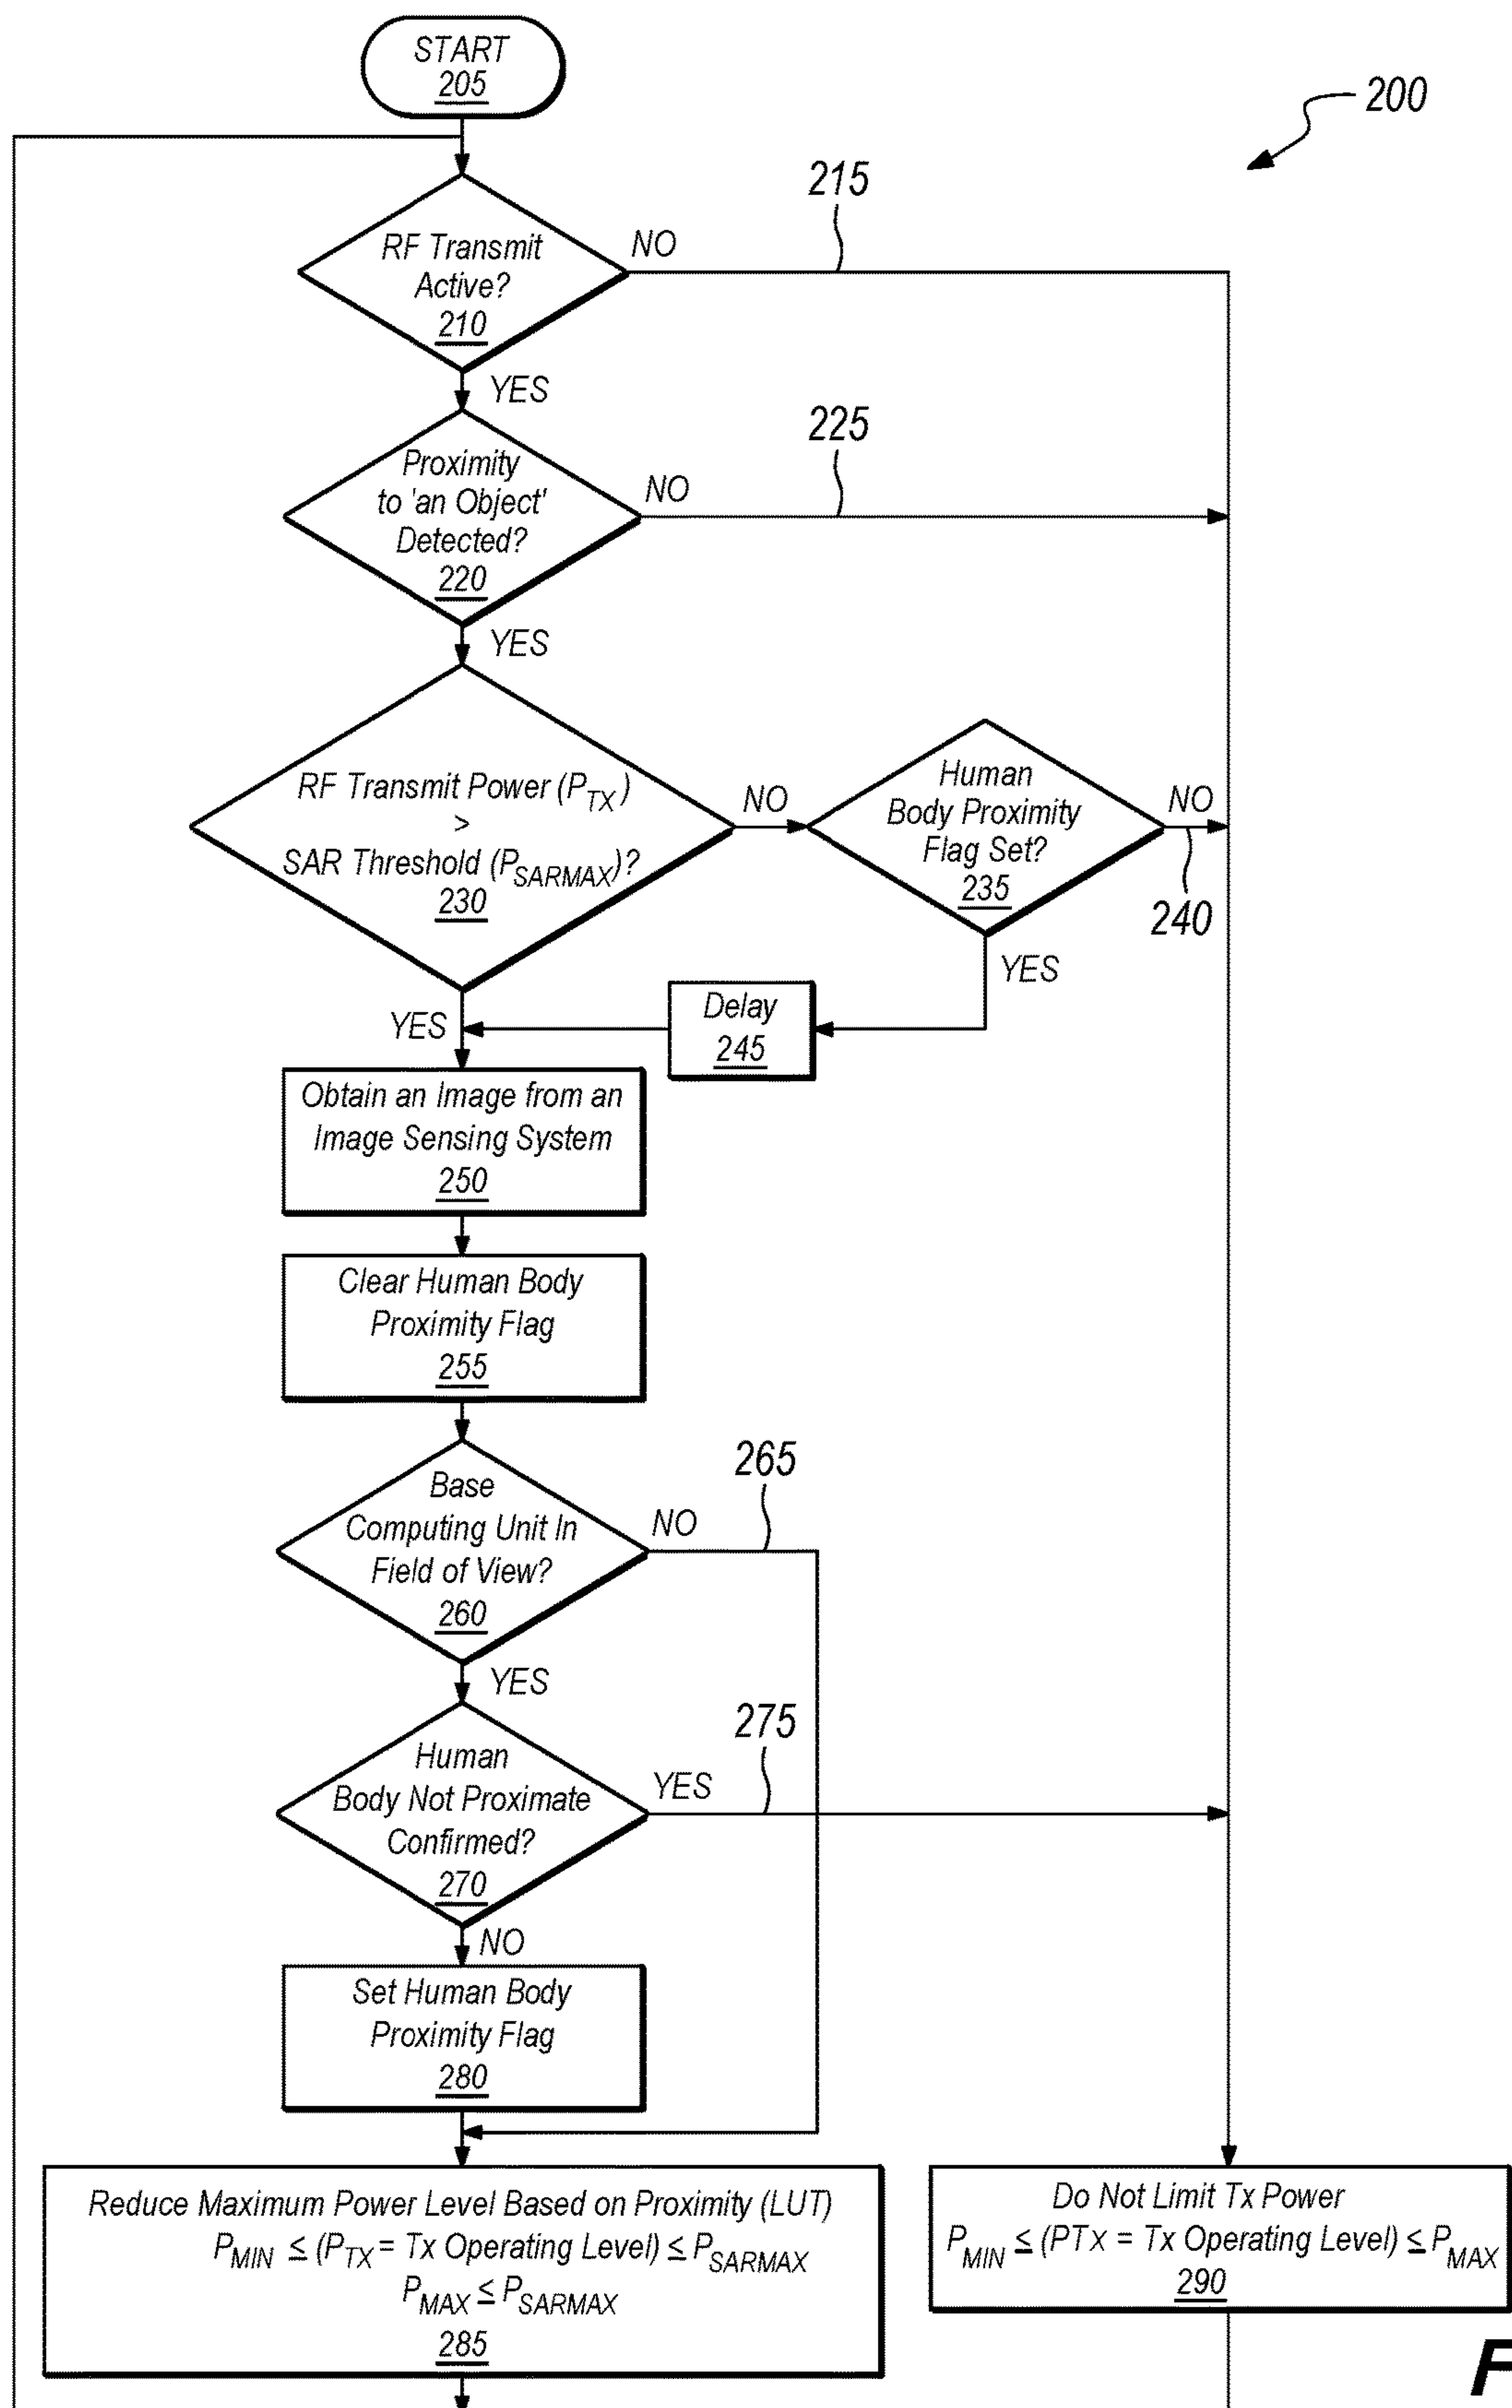 START
205
200
215
RF Transmit
Active?
210
NO
YES
225
Proximity
to 'an Object'
Detected?
220
NO
YES
RF Transmit Power (PTX)
>
SAR Threshold (PSARMAX)?
230
NO
Human
Body Proximity
Flag Set?
235
NO
240
YES
YES
Delay
245
Obtain an Image from an
Image Sensing System
250
Clear Human Body
Proximity Flag
255
265
Base
Computing Unit In
Field of View?
260
NO
YES
275
Human
Body Not Proximate
Confirmed?
270
YES
NO
Set Human Body
Proximity Flag
280
Reduce Maximum Power Level Based on Proximity (LUT)
PMIN ≤ (PTX = Tx Operating Level) ≤ PSARMAX
PMAX ≤ PSARMAX
285
Do Not Limit Tx Power
PMIN ≤ (PTX = Tx Operating Level) ≤ PMAX
290
F